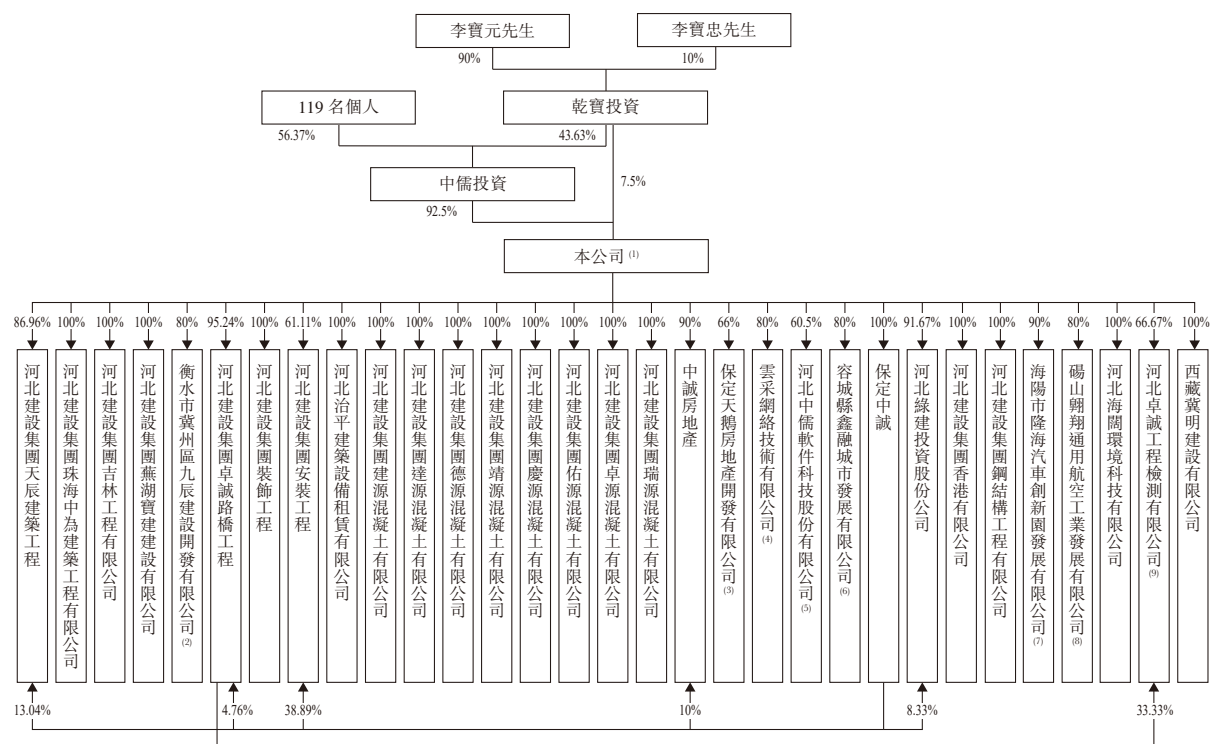 李寶元先生
李寶忠先生
90%
10%
119 名個人
乾寶投資
56.37%
43.63%
中儒投資
7.5%
92.5%
本公司 (1)
86.96% 100% 100% 100% 80% 95.24% 100% 61.11% 100% 100% 100% 100% 100% 100% 100% 100% 100% 90% 66% 80% 60.5% 80% 100% 91.67% 100% 100% 90% 80% 100% 66.67% 100%
河北建設集團天辰建築工程
河北建設集團珠海中為建築工程有限公司
河北建設集團吉林工程有限公司
河北建設集團蕪湖寶建建設有限公司
衡水市冀州區九辰建設開發有限公司(2)
河北建設集團卓誠路橋工程
河北建設集團裝飾工程
河北建設集團安裝工程
河北治平建築設備租賃有限公司
河北建設集團建源混凝土有限公司
河北建設集團達源混凝土有限公司
河北建設集團德源混凝土有限公司
河北建設集團靖源混凝土有限公司
河北建設集團慶源混凝土有限公司
河北建設集團佑源混凝土有限公司
河北建設集團卓源混凝土有限公司
河北建設集團瑞源混凝土有限公司
中誠房地產
保定天鵝房地產開發有限公司(3)
雲采網絡技術有限公司(4)
河北中儒軟件科技股份有限公司(5)
容城縣鑫融城市發展有限公司(6)
保定中誠
河北綠建投資股份公司
河北建設集團香港有限公司
河北建設集團鋼結構工程有限公司
海陽市隆海汽車創新園發展有限公司(7)
碭山翺翔通用航空工業發展有限公司(8)
河北海闊環境科技有限公司
河北卓誠工程檢測有限公司(9)
西藏冀明建設有限公司
13.04% 4.76% 38.89% 10% 8.33% 33.33%